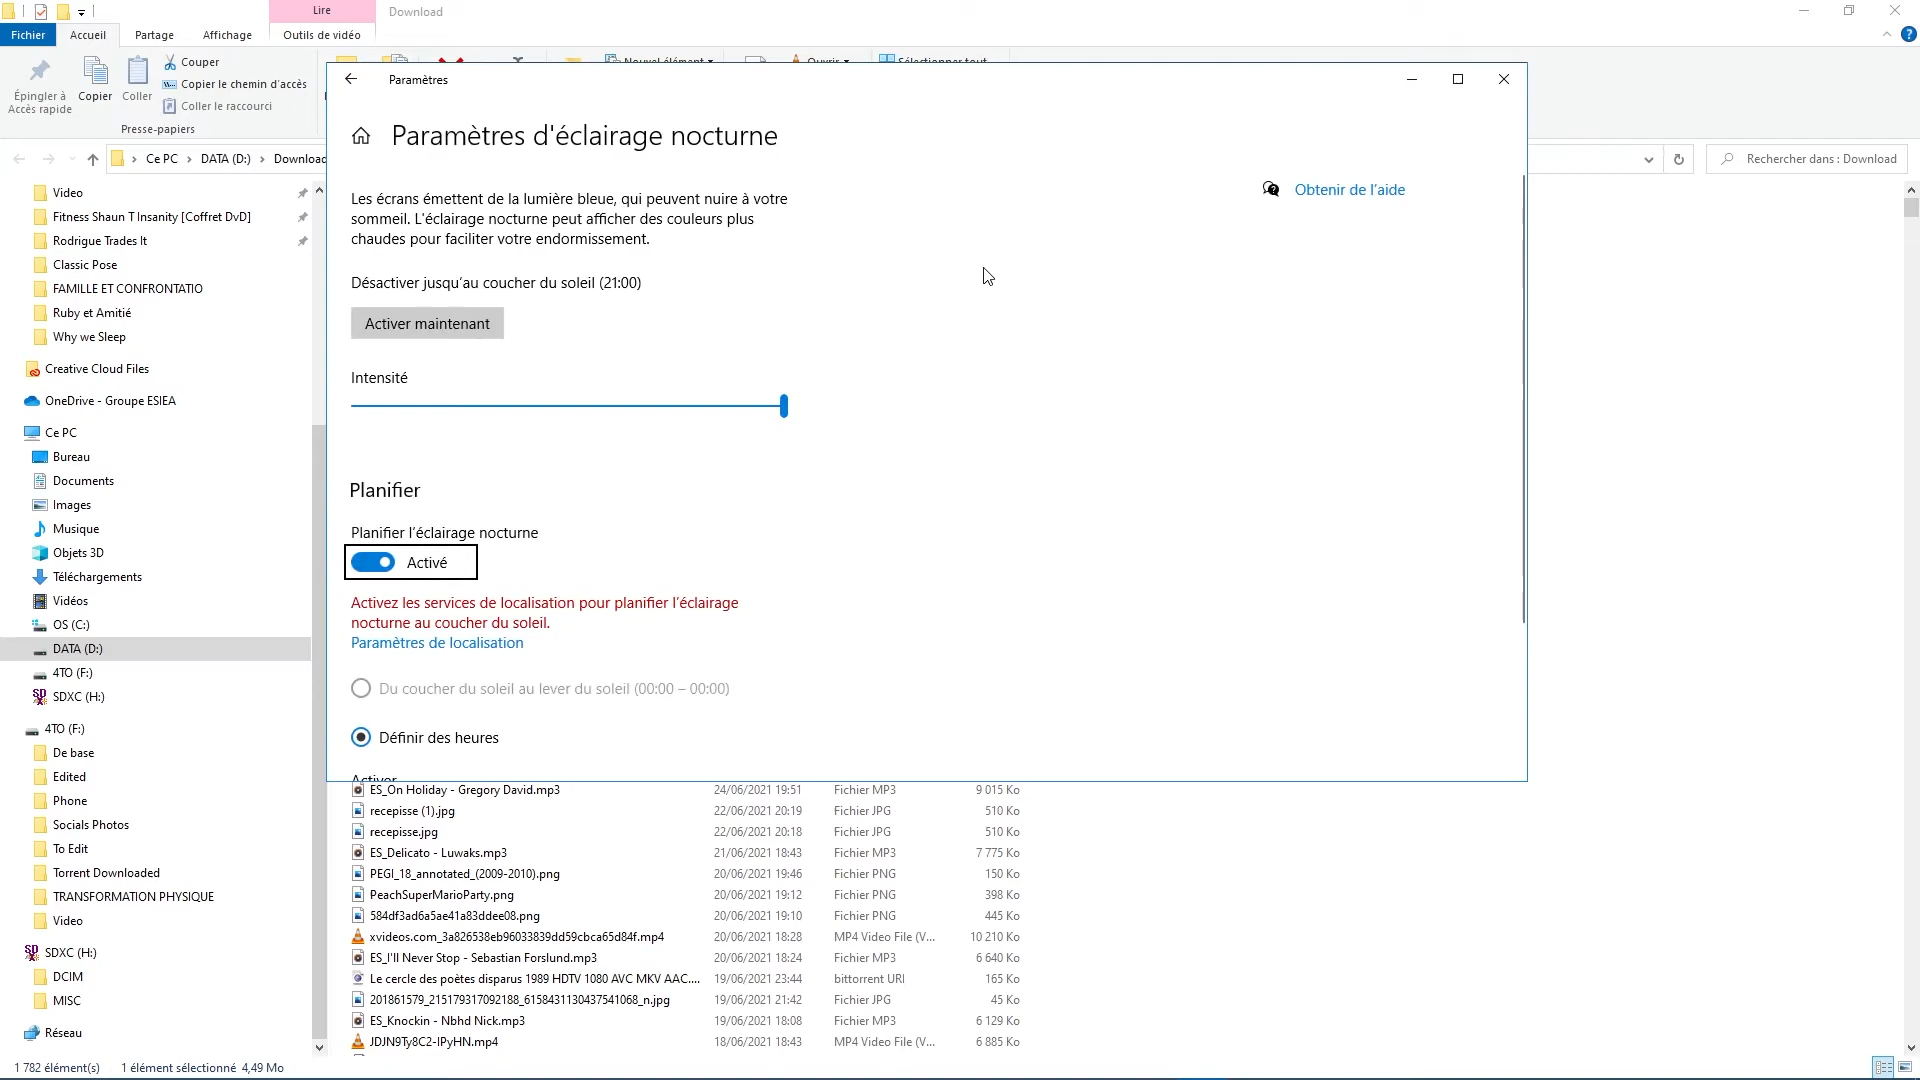 Lire
Download
Fichier
Accueil
Partage
Affichage
Outils de vidéo
Épingler à
Accès rapide
Copier
Coller
Couper
Copier le chemin d'accès
Coller le raccourci
Presse-papiers
Nouvel élément
Ouvrir
Sélectionner tout
Ce PC
DATA (D:)
Download
Rechercher dans : Download
Video
Fitness Shaun T Insanity [Coffret DvD]
Rodrigue Trades It
Classic Pose
FAMILLE ET CONFRONTATIO
Ruby et Amitié
Why we Sleep
Creative Cloud Files
OneDrive - Groupe ESIEA
Ce PC
Bureau
Documents
Images
Musique
Objets 3D
Téléchargements
Vidéos
OS (C:)
DATA (D:)
4TO (F:)
SDXC (H:)
4TO (F:)
De base
Edited
Phone
Socials Photos
To Edit
Torrent Downloaded
TRANSFORMATION PHYSIQUE
Video
SDXC (H:)
DCIM
MISC
Réseau
Paramètres
Paramètres d'éclairage nocturne
Les écrans émettent de la lumière bleue, qui peuvent nuire à votre
sommeil. L'éclairage nocturne peut afficher des couleurs plus
chaudes pour faciliter votre endormissement.
Obtenir de l'aide
Désactiver jusqu'au coucher du soleil (21:00)
Activer maintenant
Intensité
Planifier
Planifier l'éclairage nocturne
Activé
Activez les services de localisation pour planifier l'éclairage
nocturne au coucher du soleil.
Paramètres de localisation
Du coucher du soleil au lever du soleil (00:00 – 00:00)
Définir des heures
Activer
ES_On Holiday - Gregory David.mp3 24/06/2021 19:51 Fichier MP3 9 015 Ko
recepisse (1).jpg 22/06/2021 20:19 Fichier JPG 510 Ko
recepisse.jpg 22/06/2021 20:18 Fichier JPG 510 Ko
ES_Delicato - Luwaks.mp3 21/06/2021 18:43 Fichier MP3 7 775 Ko
PEGI_18_annotated_(2009-2010).png 20/06/2021 19:46 Fichier PNG 150 Ko
PeachSuperMarioParty.png 20/06/2021 19:12 Fichier PNG 398 Ko
584df3ad6a5ae41a83ddee08.png 20/06/2021 19:10 Fichier PNG 445 Ko
xvideos.com_3a826538eb96033839dd59cbca65d84f.mp4 20/06/2021 18:28 MP4 Video File (V... 10 210 Ko
ES_I'll Never Stop - Sebastian Forslund.mp3 20/06/2021 18:24 Fichier MP3 6 640 Ko
Le cercle des poètes disparus 1989 HDTV 1080 AVC MKV AAC.... 19/06/2021 23:44 bittorrent URI 165 Ko
201861579_215179317092188_6158431130437541068_n.jpg 19/06/2021 21:42 Fichier JPG 45 Ko
ES_Knockin - Nbhd Nick.mp3 19/06/2021 18:08 Fichier MP3 6 129 Ko
JDJN9Ty8C2-IPyHN.mp4 18/06/2021 18:43 MP4 Video File (V... 6 885 Ko
1 782 élément(s)
1 élément sélectionné 4,49 Mo